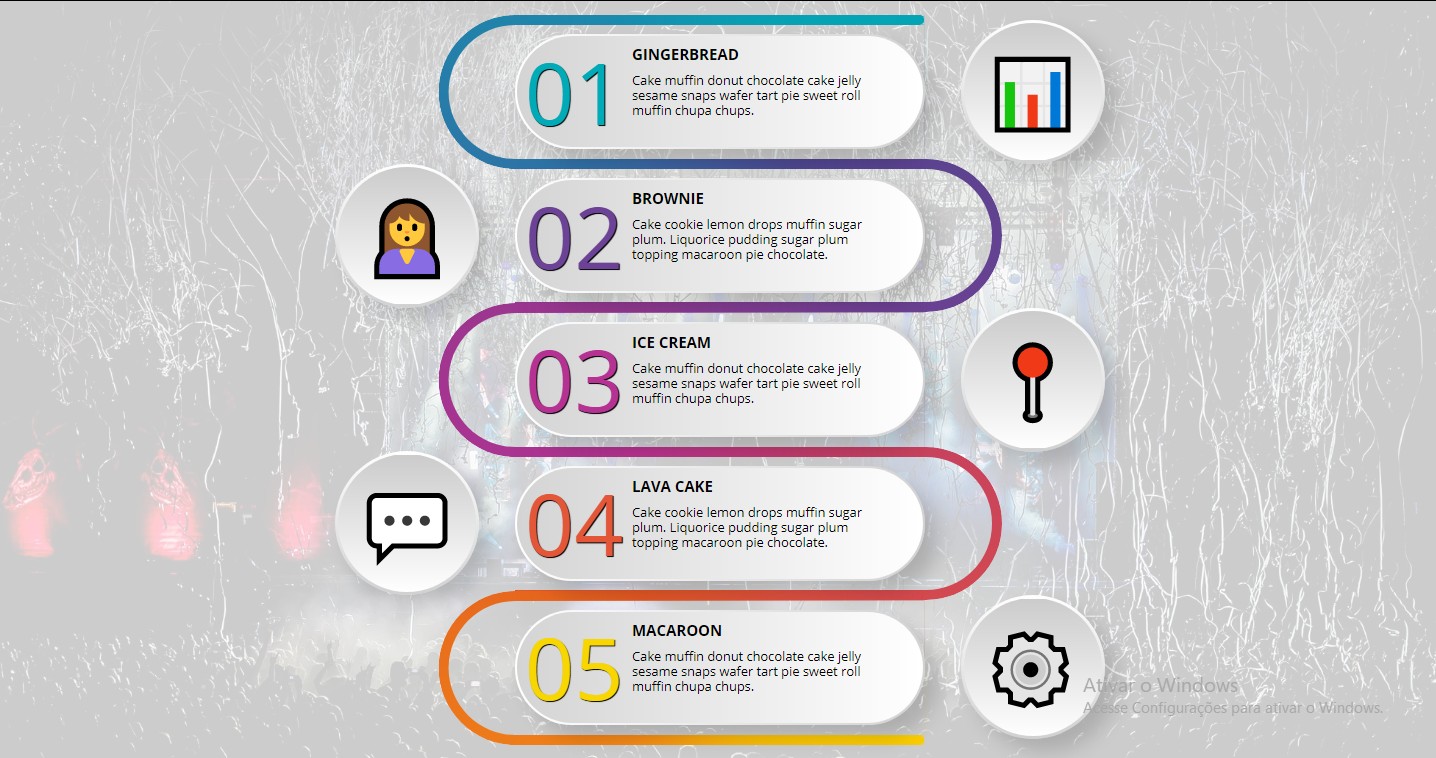 01
GINGERBREAD
Cake muffin donut chocolate cake jelly
sesame snaps wafer tart pie sweet roll
muffin chupa chups.
02
BROWNIE
Cake cookie lemon drops muffin sugar
plum. Liquorice pudding sugar plum
topping macaroon pie chocolate.
03
ICE CREAM
Cake muffin donut chocolate cake jelly
sesame snaps wafer tart pie sweet roll
muffin chupa chups.
04
LAVA CAKE
Cake cookie lemon drops muffin sugar
plum. Liquorice pudding sugar plum
topping macaroon pie chocolate.
05
MACAROON
Cake muffin donut chocolate cake jelly
sesame snaps wafer tart pie sweet roll
muffin chupa chups.
Ativar o Windows
Acesse Configurações para ativar o Windows.